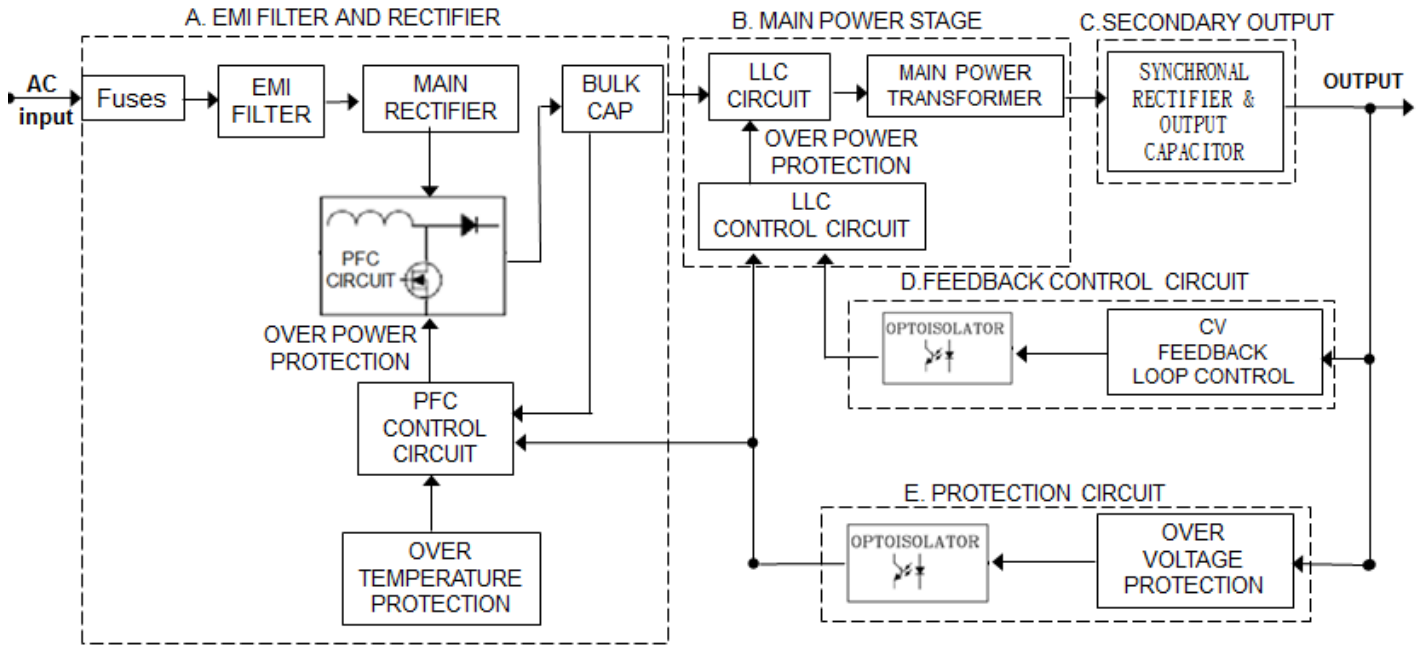 A. EMI FILTER AND RECTIFIER
B. MAIN POWER STAGE
C.SECONDARY OUTPUT
AC
input
Fuses
EMI
FILTER
MAIN
RECTIFIER
BULK
CAP
LLC
CIRCUIT
MAIN POWER
TRANSFORMER
SYNCHRONAL
RECTIFIER &
OUTPUT
CAPACITOR
OUTPUT
OVER POWER
PROTECTION
LLC
CONTROL CIRCUIT
PFC
CIRCUIT
OVER POWER
PROTECTION
D.FEEDBACK CONTROL CIRCUIT
OPTOISOLATOR
CV
FEEDBACK
LOOP CONTROL
PFC
CONTROL
CIRCUIT
E. PROTECTION CIRCUIT
OPTOISOLATOR
OVER
VOLTAGE
PROTECTION
OVER
TEMPERATURE
PROTECTION